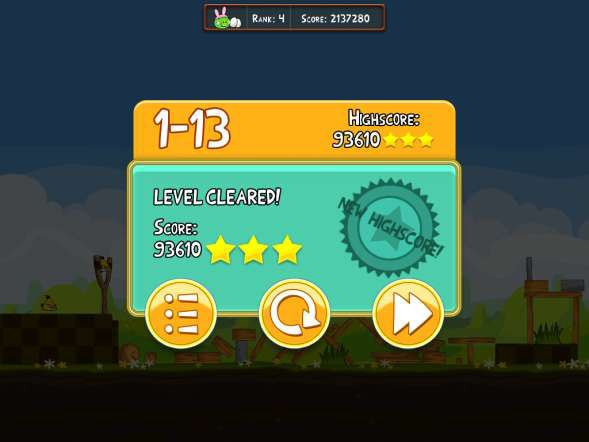 Rank: 4 Score: 2137280
1-13
Highscore:
93610
LEVEL CLEARED!
Score:
93610
NEW HIGHSCORE!